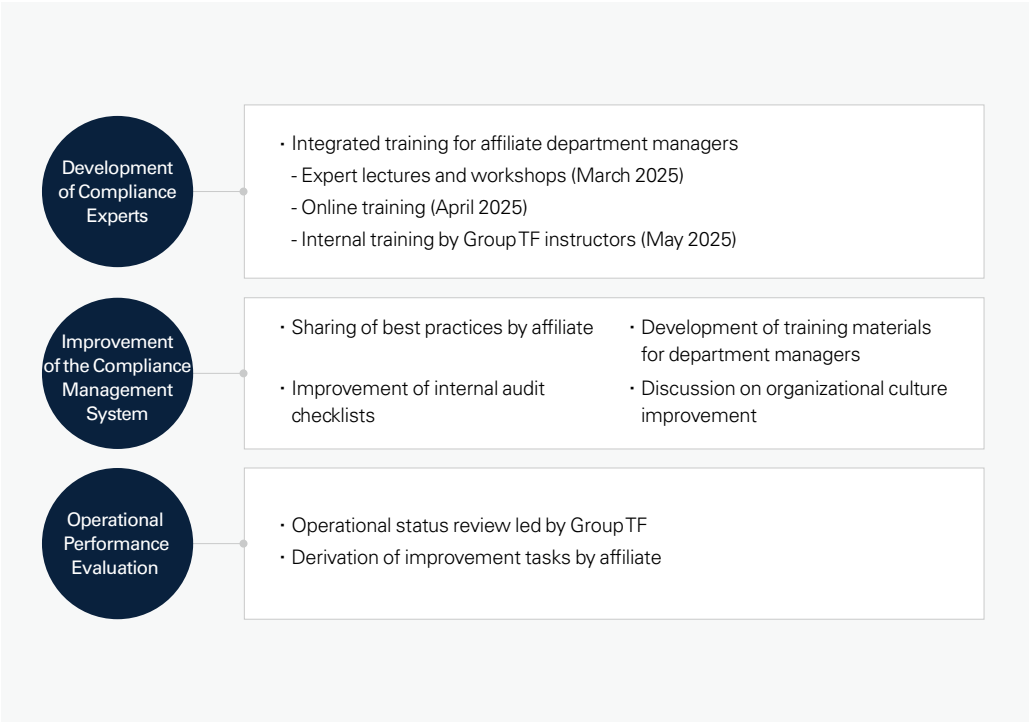 Development
of Compliance
Experts
· Integrated training for affiliate department managers
- Expert lectures and workshops (March 2025)
- Online training (April 2025)
- Internal training by Group TF instructors (May 2025)
Improvement
of the Compliance
Management
System
· Sharing of best practices by affiliate
· Development of training materials
for department managers
· Improvement of internal audit
checklists
· Discussion on organizational culture
improvement
Operational
Performance
Evaluation
· Operational status review led by Group TF
· Derivation of improvement tasks by affiliate